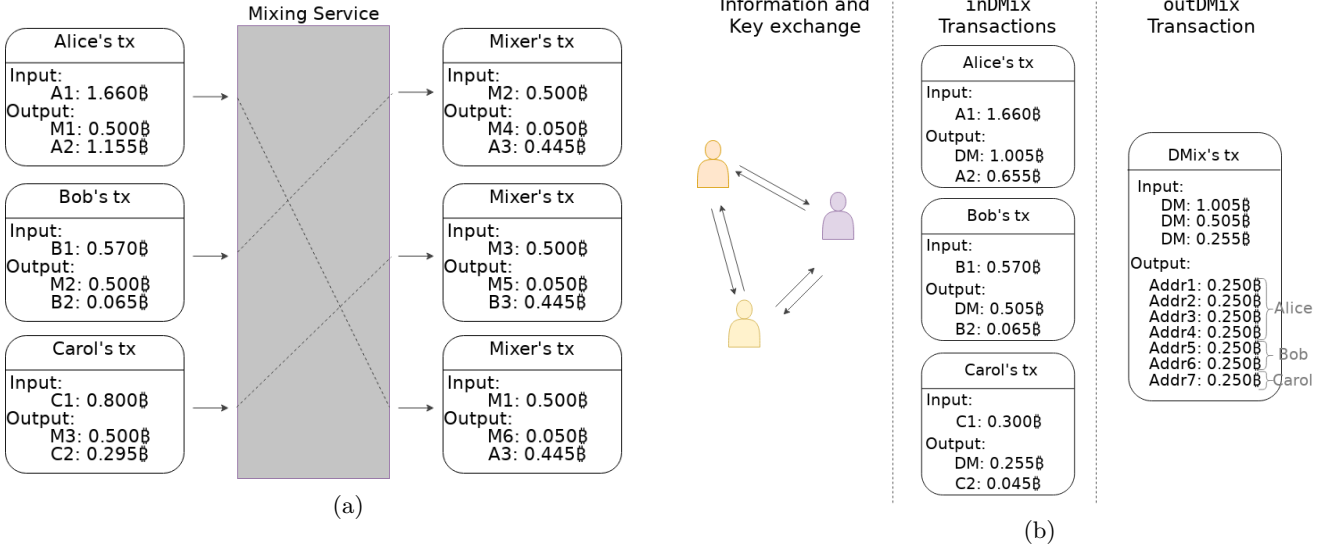 Mixing Service
Alice's tx
Input:
A1: 1.660₿
Output:
M1: 0.500₿
A2: 1.155₿
Bob's tx
Input:
B1: 0.570₿
Output:
M2: 0.500₿
B2: 0.065₿
Carol's tx
Input:
C1: 0.800₿
Output:
M3: 0.500₿
C2: 0.295₿
Mixer's tx
Input:
M2: 0.500₿
Output:
M4: 0.050₿
A3: 0.445₿
Mixer's tx
Input:
M3: 0.500₿
Output:
M5: 0.050₿
B3: 0.445₿
Mixer's tx
Input:
M1: 0.500₿
Output:
M6: 0.050₿
A3: 0.445₿
(a)
Information and
Key exchange
inDMix
Transactions
Alice's tx
Input:
A1: 1.660₿
Output:
DM: 1.005₿
A2: 0.655₿
Bob's tx
Input:
B1: 0.570₿
Output:
DM: 0.505₿
B2: 0.065₿
Carol's tx
Input:
C1: 0.300₿
Output:
DM: 0.255₿
C2: 0.045₿
outDMix
Transaction
DMix's tx
Input:
DM: 1.005₿
DM: 0.505₿
DM: 0.255₿
Output:
Addr1: 0.250₿
Addr2: 0.250₿
Addr3: 0.250₿
Addr4: 0.250₿
Addr5: 0.250₿
Addr6: 0.250₿
Addr7: 0.250₿
Alice
Bob
Carol
(b)